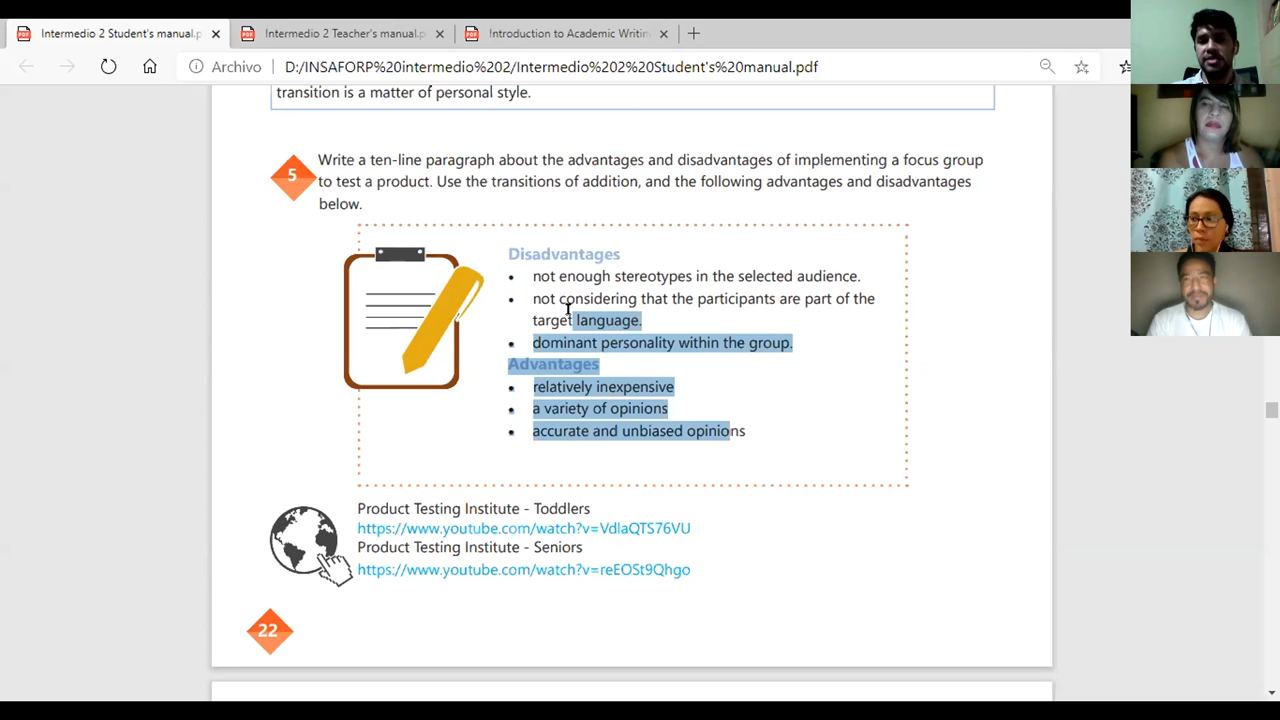 Intermedio 2 Student's manual.p
Intermedio 2 Teacher's manual.p
Introduction to Academic Writin
Archivo
D:/INSAFORP%20intermedio%202/Intermedio%202%20Student's%20manual.pdf
transition is a matter of personal style.
5
Write a ten-line paragraph about the advantages and disadvantages of implementing a focus group
to test a product. Use the transitions of addition, and the following advantages and disadvantages
below.
Disadvantages
• not enough stereotypes in the selected audience.
• not considering that the participants are part of the
target language.
• dominant personality within the group.
Advantages
• relatively inexpensive
• a variety of opinions
• accurate and unbiased opinions
Product Testing Institute - Toddlers
https://www.youtube.com/watch?v=VdlaQTS76VU
Product Testing Institute - Seniors
https://www.youtube.com/watch?v=reEOSt9Qhgo
22